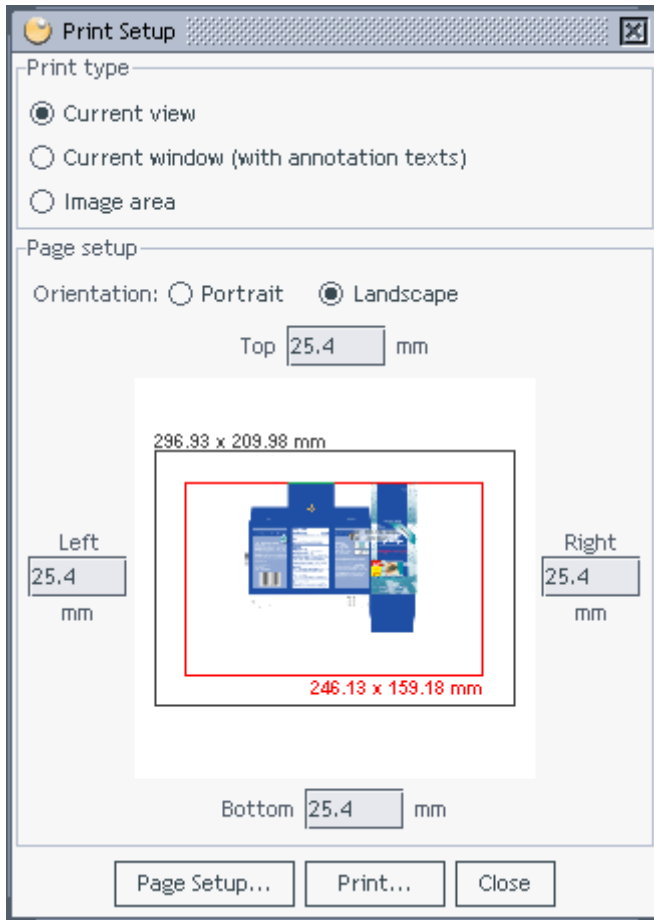 Print Setup
Print type
Current view
Current window (with annotation texts)
Image area
Page setup
Orientation: Portrait Landscape
Top 25.4 mm
296.93 x 209.98 mm
Left
25.4
mm
Right
25.4
mm
246.13 x 159.18 mm
Bottom 25.4 mm
Page Setup... Print... Close